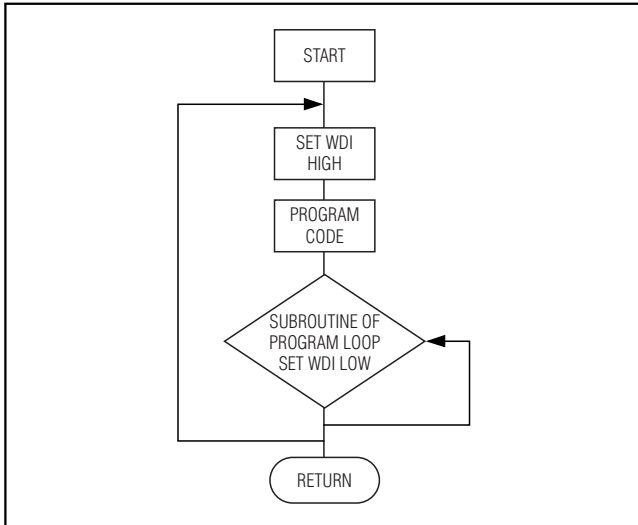 START
SET WDI
HIGH
PROGRAM
CODE
SUBROUTINE OF
PROGRAM LOOP
SET WDI LOW
RETURN